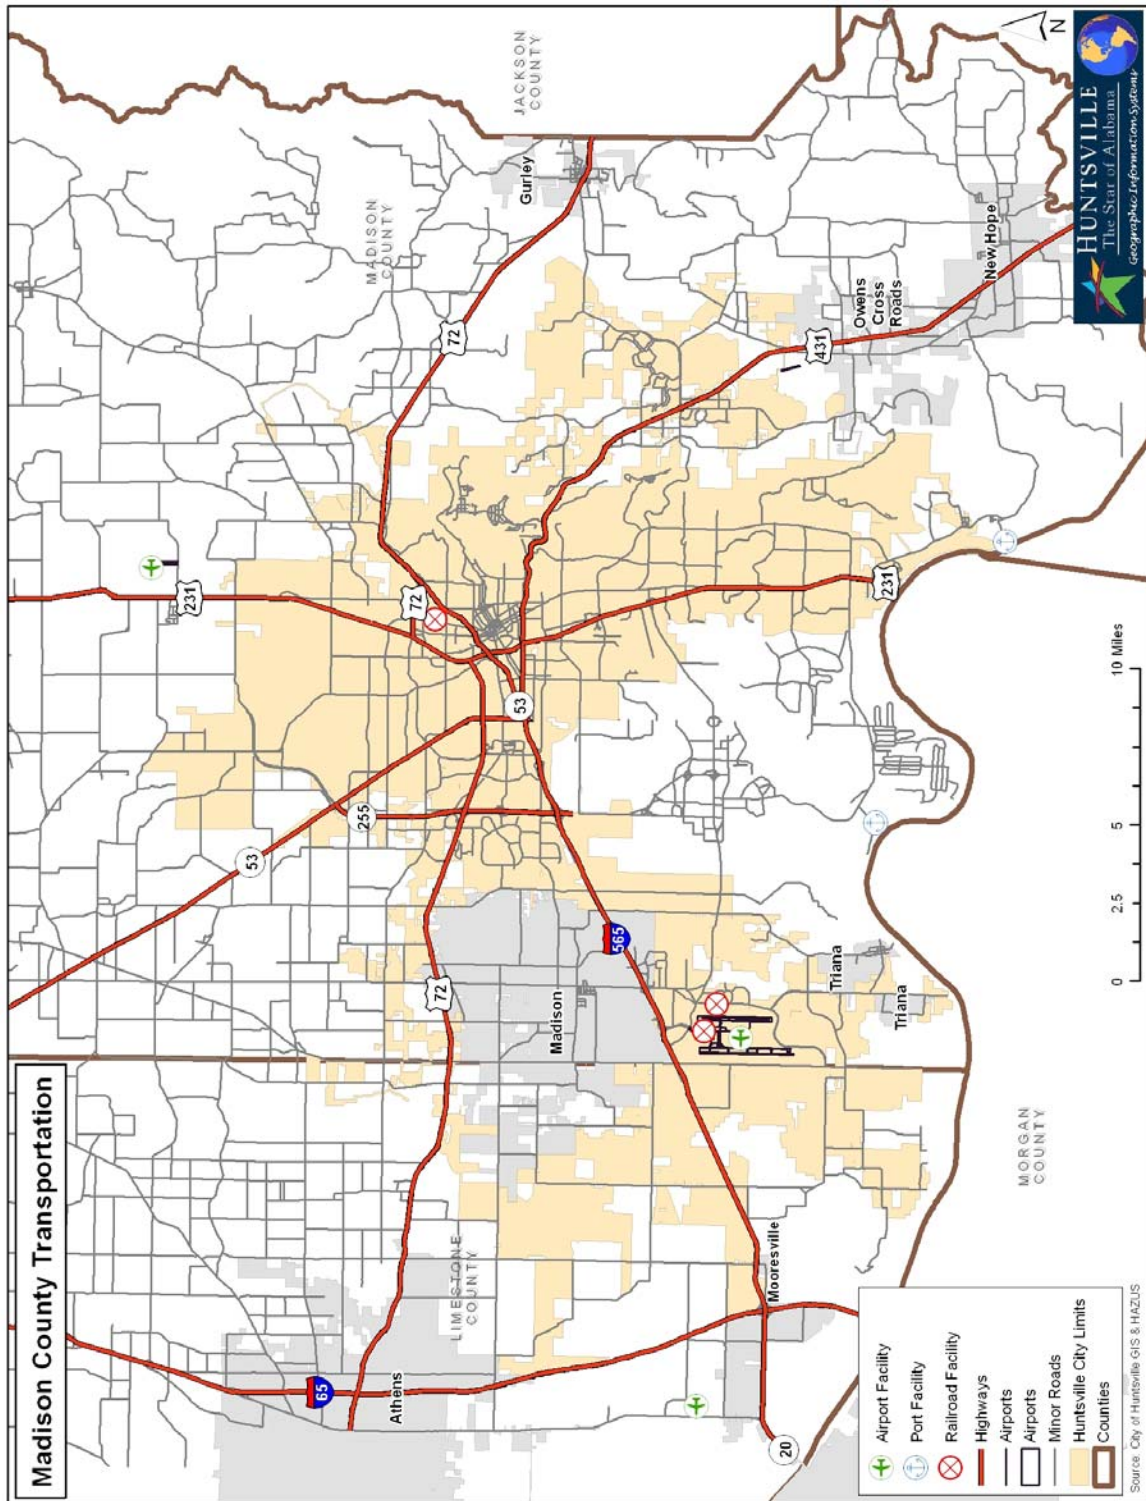 Madison County Transportation
JACKSON
COUNTY
MADISON
COUNTY
LIMESTONE
COUNTY
MORGAN
COUNTY
Gurley
New Hope
Owens
Cross
Roads
Madison
Triana
Triana
Mooresville
Athens
72
72
72
431
231
231
53
53
255
565
65
20
N
HUNTSVILLE
The Star of Alabama
Geographic Information Systems
0 2.5 5 10 Miles
Airport Facility
Port Facility
Railroad Facility
Highways
Airports
Airports
Minor Roads
Huntsville City Limits
Counties
Source: City of Huntsville GIS & HAZUS